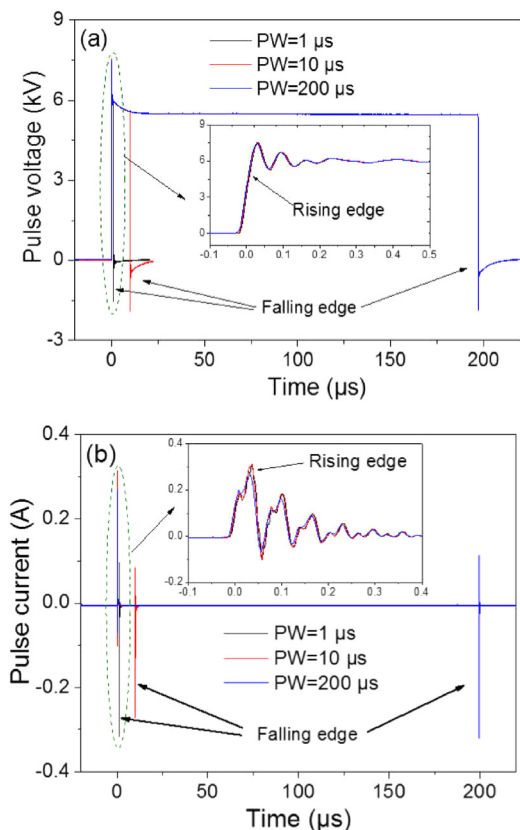 (a)
PW=1 µs
PW=10 µs
PW=200 µs
Pulse voltage (kV)
9
6
3
0
-3
9
6
3
0
-0.1 0.0 0.1 0.2 0.3 0.4 0.5
Rising edge
Falling edge
0 50 100 150 200
Time (µs)
(b)
Pulse current (A)
0.4
0.2
0.0
-0.2
-0.4
0.4
0.2
0.0
-0.2
-0.1 0.0 0.1 0.2 0.3 0.4
Rising edge
PW=1 µs
PW=10 µs
PW=200 µs
Falling edge
0 50 100 150 200
Time (µs)